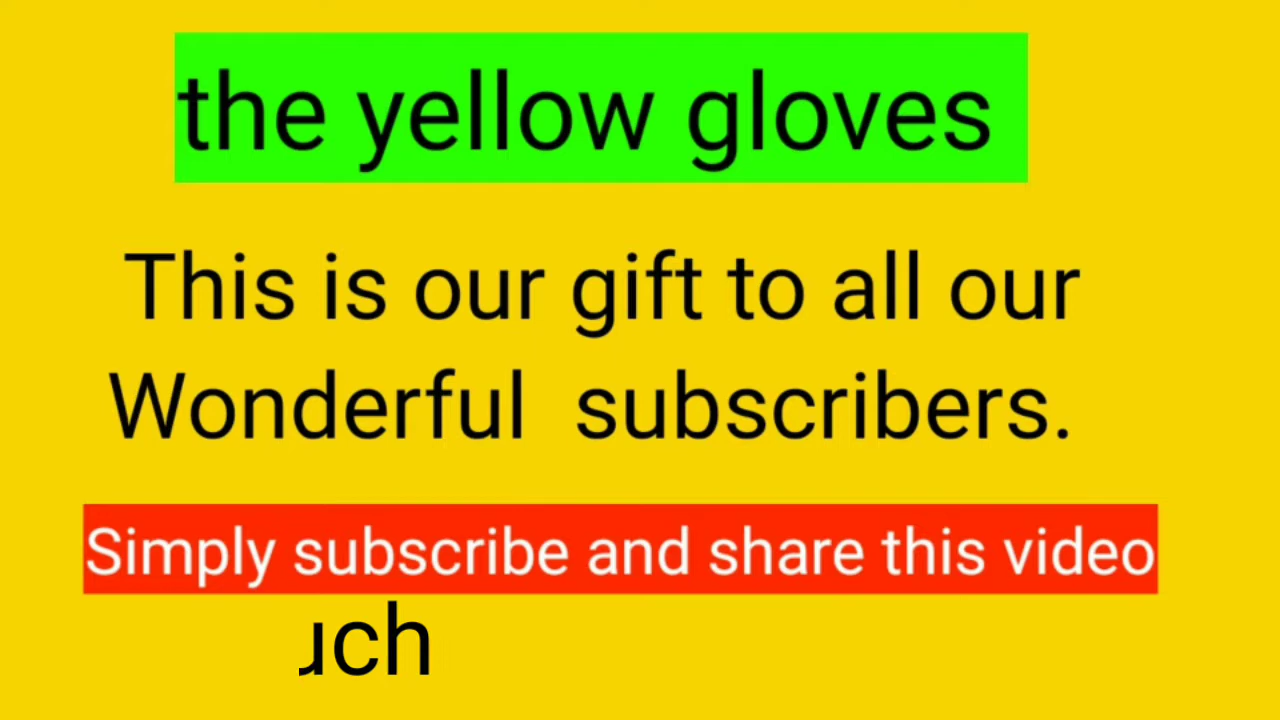 the yellow gloves
This is our gift to all our
Wonderful  subscribers.
Simply subscribe and share this video